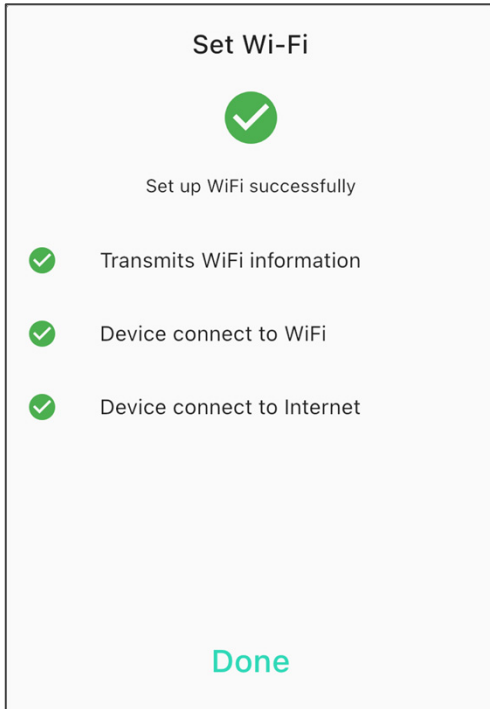 Set Wi-Fi
Set up WiFi successfully
Transmits WiFi information
Device connect to WiFi
Device connect to Internet
Done